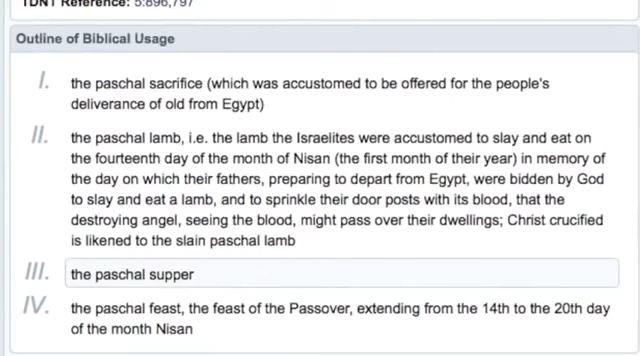 TDNT Reference: 5:896,797
Outline of Biblical Usage
I. the paschal sacrifice (which was accustomed to be offered for the people's
deliverance of old from Egypt)
II. the paschal lamb, i.e. the lamb the Israelites were accustomed to slay and eat on
the fourteenth day of the month of Nisan (the first month of their year) in memory of
the day on which their fathers, preparing to depart from Egypt, were bidden by God
to slay and eat a lamb, and to sprinkle their door posts with its blood, that the
destroying angel, seeing the blood, might pass over their dwellings; Christ crucified
is likened to the slain paschal lamb
III. the paschal supper
IV. the paschal feast, the feast of the Passover, extending from the 14th to the 20th day
of the month Nisan